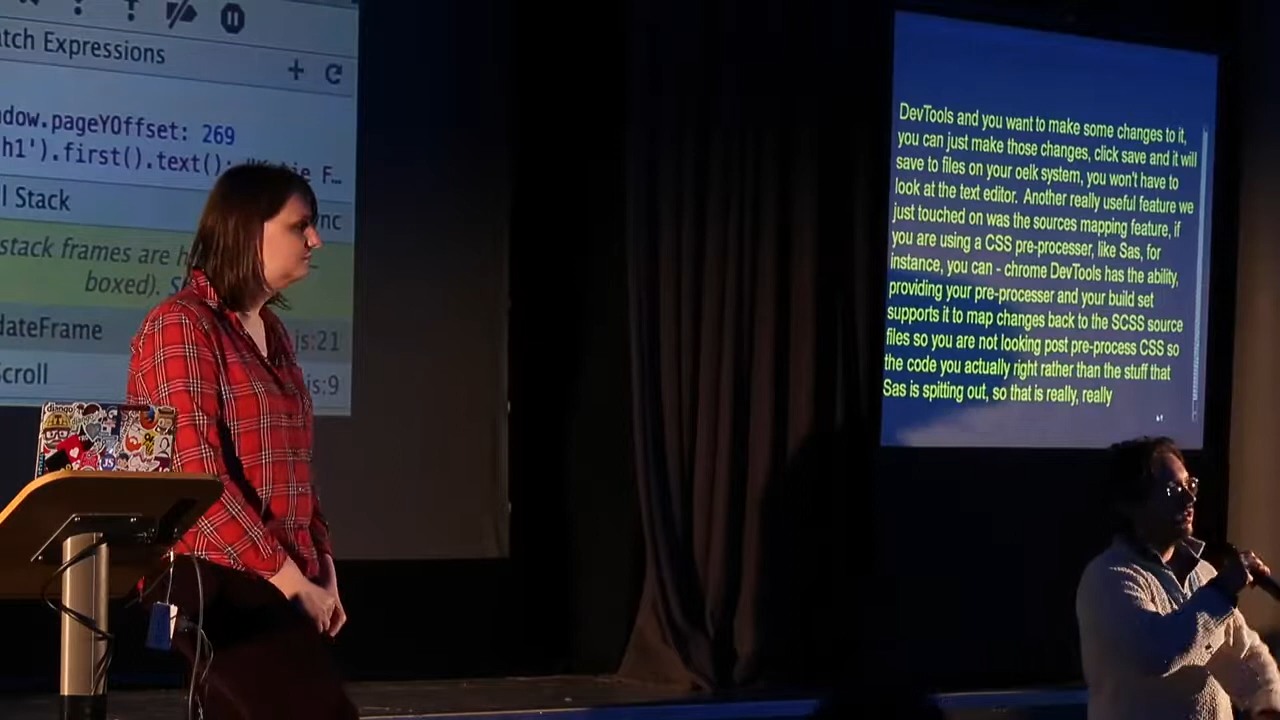 tch Expressions
dow.pageYOffset: 269
h1').first().text(): F…
l Stack
nc
stack frames are
boxed).
dateFrame
js:21
Scroll
js:9
django
JS
DevTools and you want to make some changes to it,
you can just make those changes, click save and it will
save to files on your oelk system, you won't have to
look at the text editor. Another really useful feature we
just touched on was the sources mapping feature, if
you are using a CSS pre-processer, like Sas, for
instance, you can - chrome DevTools has the ability,
providing your pre-processer and your build set
supports it to map changes back to the SCSS source
files so you are not looking post pre-process CSS so
the code you actually right rather than the stuff that
Sas is spitting out, so that is really, really